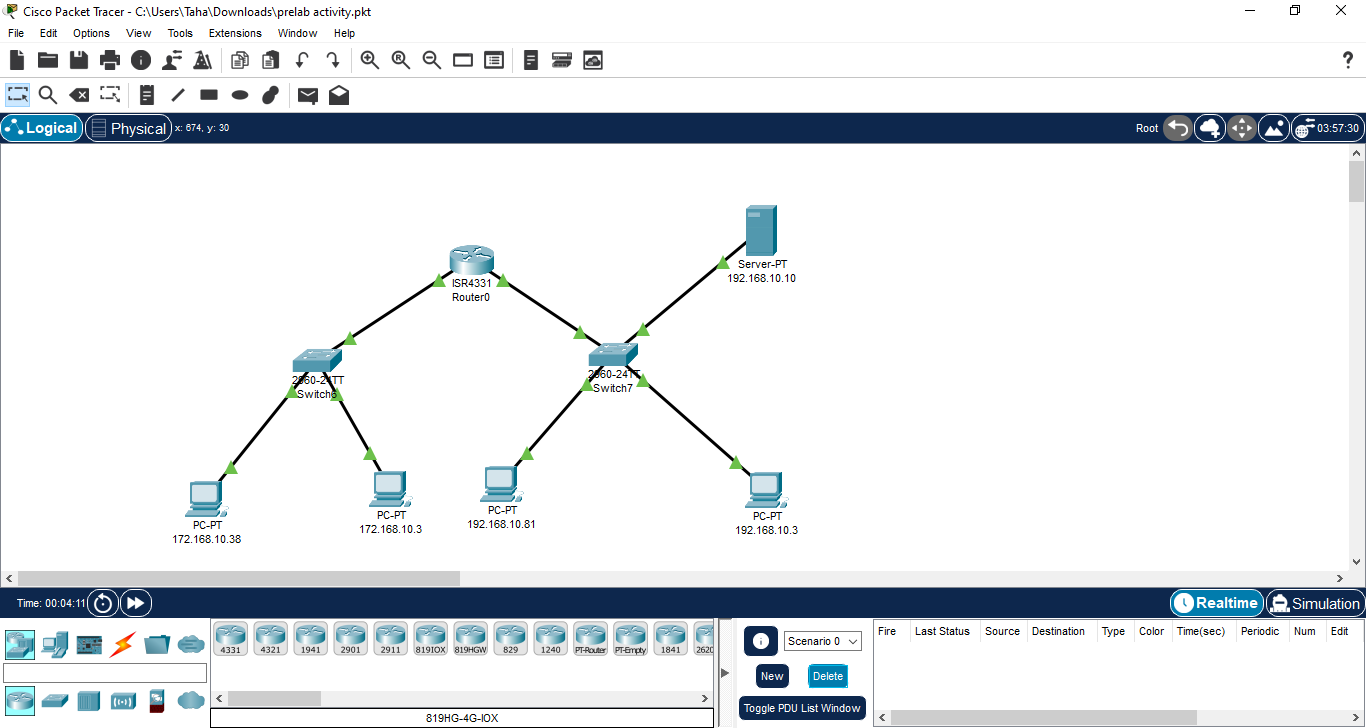 Cisco Packet Tracer - C:\Users\Taha\Downloads\prelab activity.pkt
File Edit Options View Tools Extensions Window Help
?
Logical Physical x: 674, y: 30 Root 03:57:30
Server-PT
192.168.10.10
ISR4331
Router0
2960-24TT
Switch6
2960-24TT
Switch7
PC-PT
172.168.10.38
PC-PT
172.168.10.3
PC-PT
192.168.10.81
PC-PT
192.168.10.3
Time: 00:04:11 Realtime Simulation
4331 4321 1941 2901 2911 819IOX 819HGW 829 1240 PT-Router PT-Empty 1841 2620
819HG-4G-IOX
Scenario 0
New Delete
Toggle PDU List Window
Fire Last Status Source Destination Type Color Time(sec) Periodic Num Edit